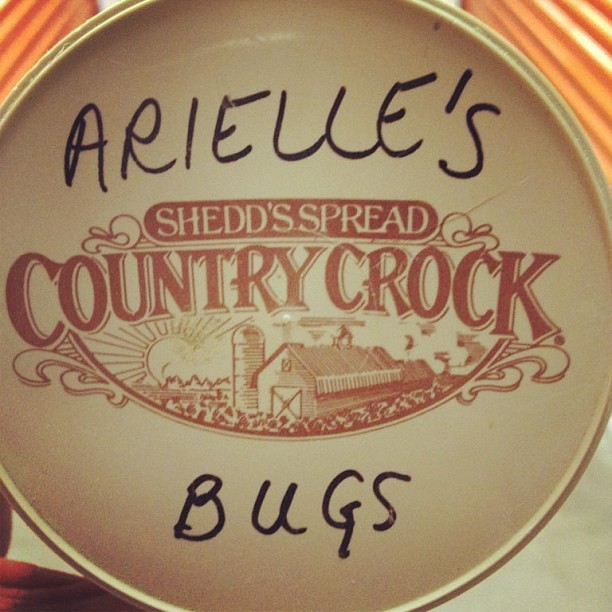 ARIELLE'S
SHEDD'S SPREAD
COUNTRY CROCK®
BUGS